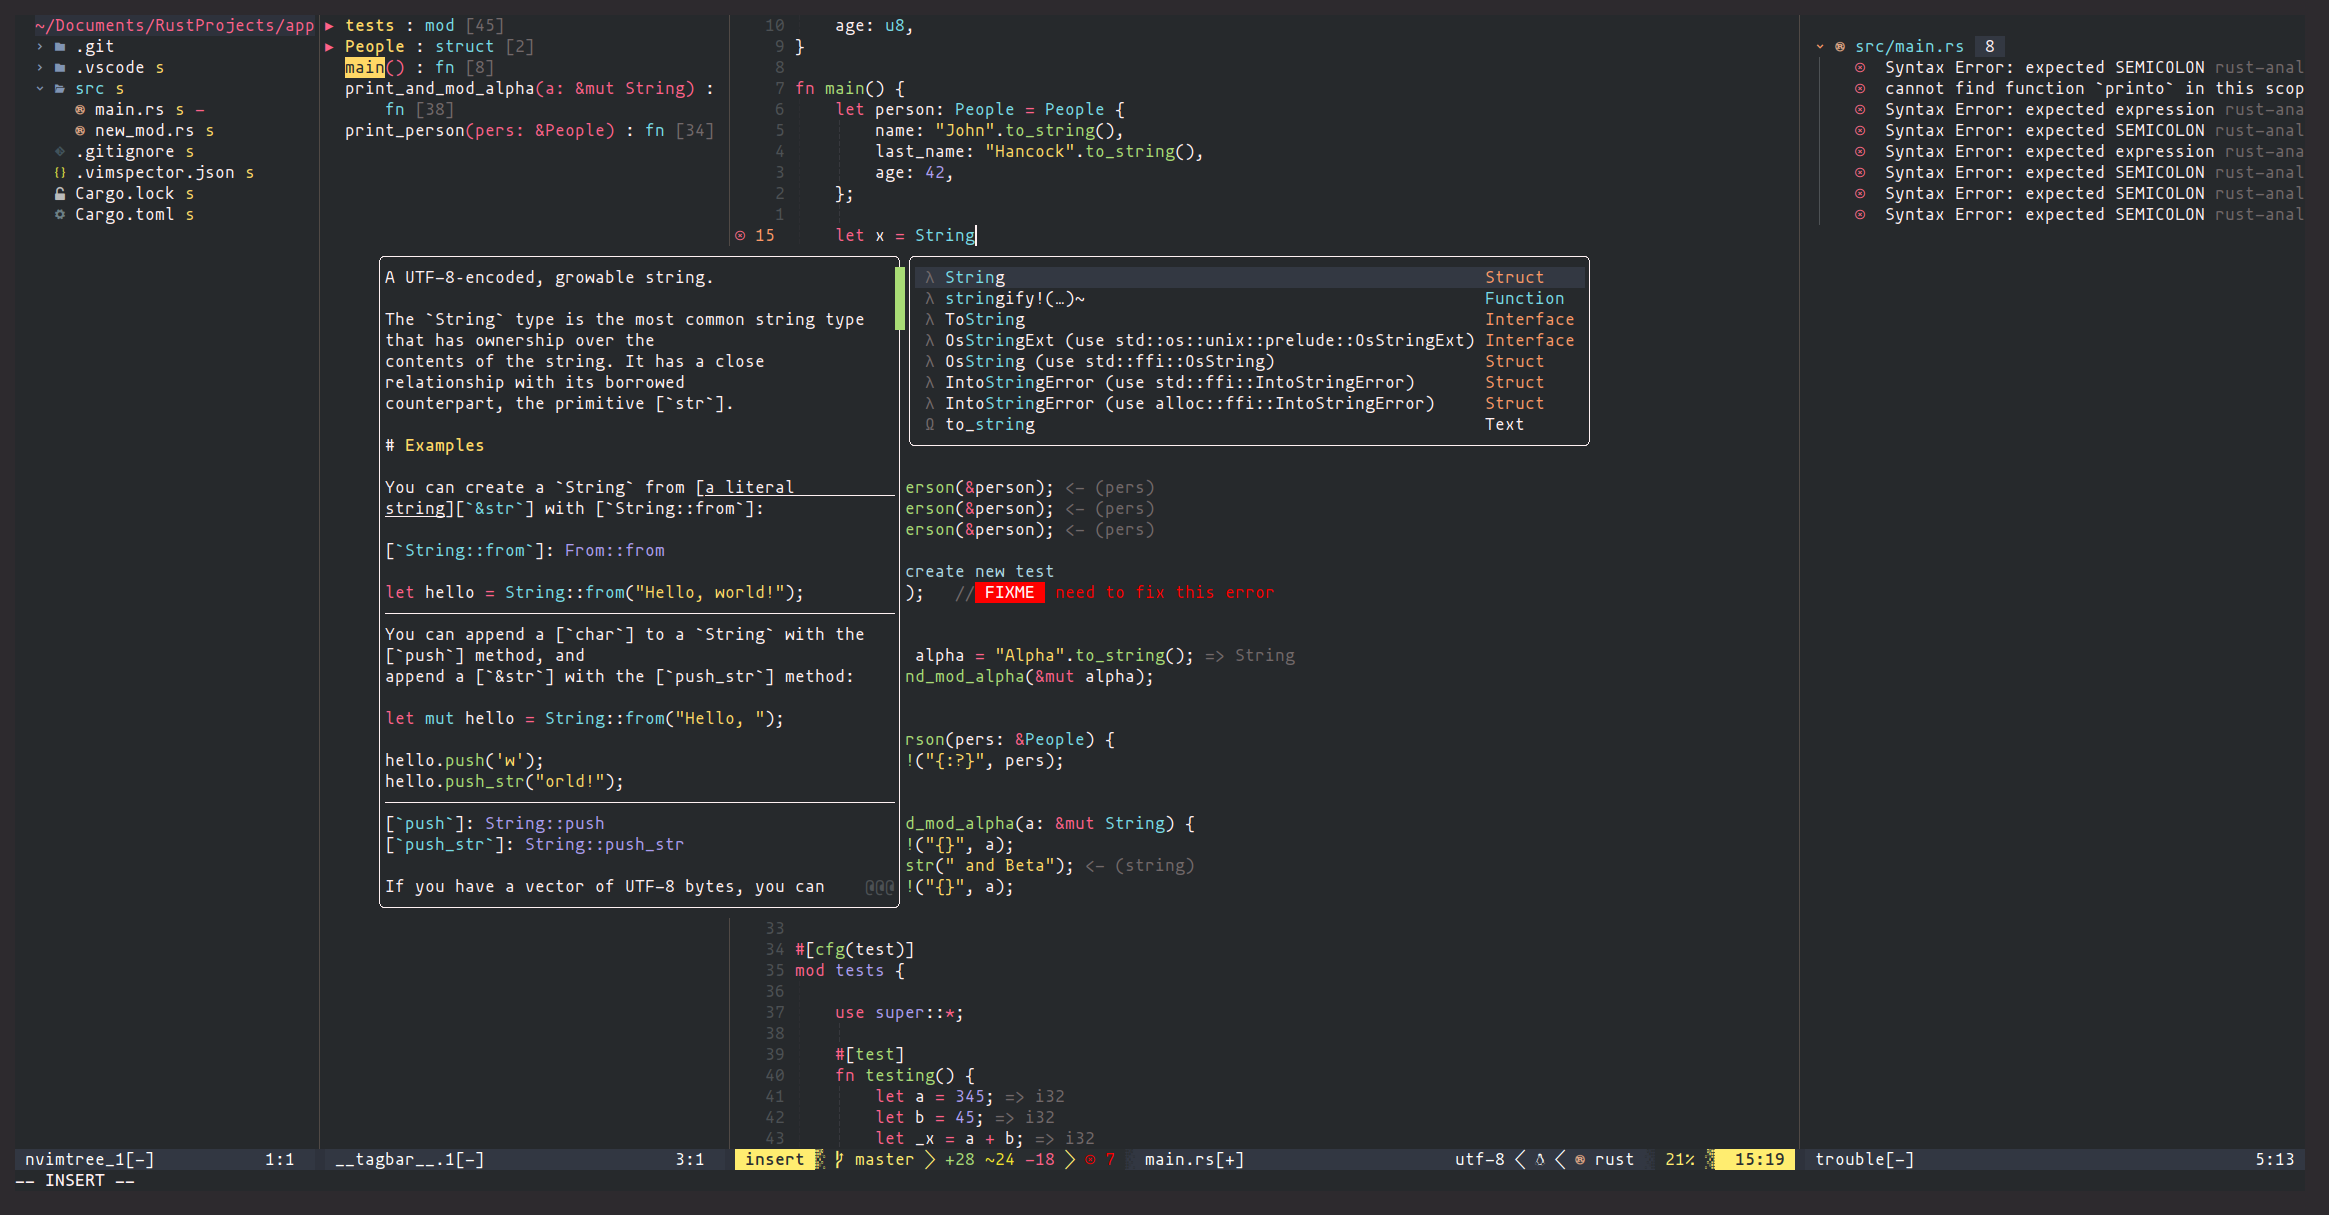 ~/Documents/RustProjects/app
› .git
› .vscode s
src s
main.rs s –
new_mod.rs s
.gitignore s
{} .vimspector.json s
Cargo.lock s
Cargo.toml s
▶ tests : mod [45]
▶ People : struct [2]
main() : fn [8]
print_and_mod_alpha(a: &mut String) :
fn [38]
print_person(pers: &People) : fn [34]
10     age: u8,
9 }
8
7 fn main() {
6     let person: People = People {
5         name: "John".to_string(),
4         last_name: "Hancock".to_string(),
3         age: 42,
2     };
1
15     let x = String
src/main.rs 8
Syntax Error: expected SEMICOLON rust-anal
cannot find function `printo` in this scop
Syntax Error: expected expression rust-ana
Syntax Error: expected SEMICOLON rust-anal
Syntax Error: expected expression rust-ana
Syntax Error: expected SEMICOLON rust-anal
Syntax Error: expected SEMICOLON rust-anal
Syntax Error: expected SEMICOLON rust-anal
A UTF-8-encoded, growable string.
The `String` type is the most common string type
that has ownership over the
contents of the string. It has a close
relationship with its borrowed
counterpart, the primitive [`str`].
# Examples
You can create a `String` from [a literal
string][`&str`] with [`String::from`]:
[`String::from`]: From::from
let hello = String::from("Hello, world!");
You can append a [`char`] to a `String` with the
[`push`] method, and
append a [`&str`] with the [`push_str`] method:
let mut hello = String::from("Hello, ");
hello.push('w');
hello.push_str("orld!");
[`push`]: String::push
[`push_str`]: String::push_str
If you have a vector of UTF-8 bytes, you can @@@
λ String Struct
λ stringify!(…)~ Function
λ ToString Interface
λ OsStringExt (use std::os::unix::prelude::OsStringExt) Interface
λ OsString (use std::ffi::OsString) Struct
λ IntoStringError (use std::ffi::IntoStringError) Struct
λ IntoStringError (use alloc::ffi::IntoStringError) Struct
Ω to_string Text
erson(&person); <- (pers)
erson(&person); <- (pers)
erson(&person); <- (pers)
create new test
);   // FIXME need to fix this error
alpha = "Alpha".to_string(); => String
nd_mod_alpha(&mut alpha);
rson(pers: &People) {
!("{:?}", pers);
d_mod_alpha(a: &mut String) {
!("{}", a);
str(" and Beta"); <- (string)
!("{}", a);
33
34 #[cfg(test)]
35 mod tests {
36
37     use super::*;
38
39     #[test]
40     fn testing() {
41         let a = 345; => i32
42         let b = 45; => i32
43         let _x = a + b; => i32
nvimtree_1[-] 1:1
__tagbar__.1[-] 3:1
insert master +28 ~24 -18 7 main.rs[+] utf-8 rust 21% 15:19
trouble[-] 5:13
-- INSERT --